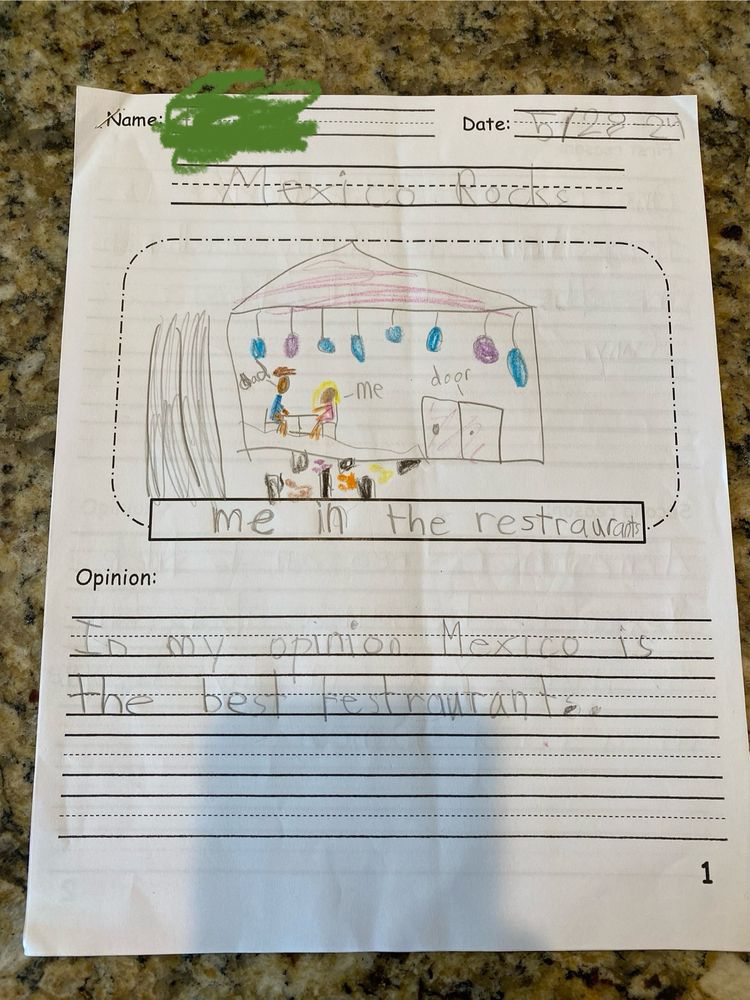 Name:
Date: 5/28 24
Mexico Rocks
dad
me
door
me in the restraurants
Opinion:
In my opinion Mexico is
the best restraurants.
1